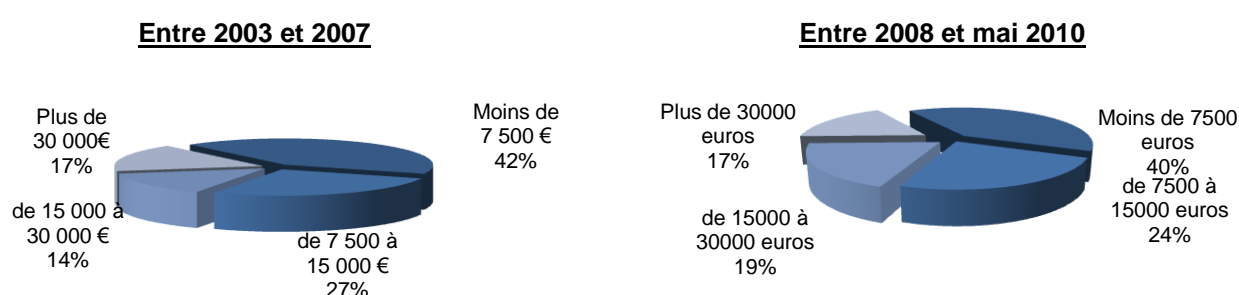 Entre 2003 et 2007
Plus de
30 000€
17%
Moins de
7 500 €
42%
de 15 000 à
30 000 €
14%
de 7 500 à
15 000 €
27%
Entre 2008 et mai 2010
Plus de 30000
euros
17%
Moins de 7500
euros
40%
de 7500 à
15000 euros
24%
de 15000 à
30000 euros
19%